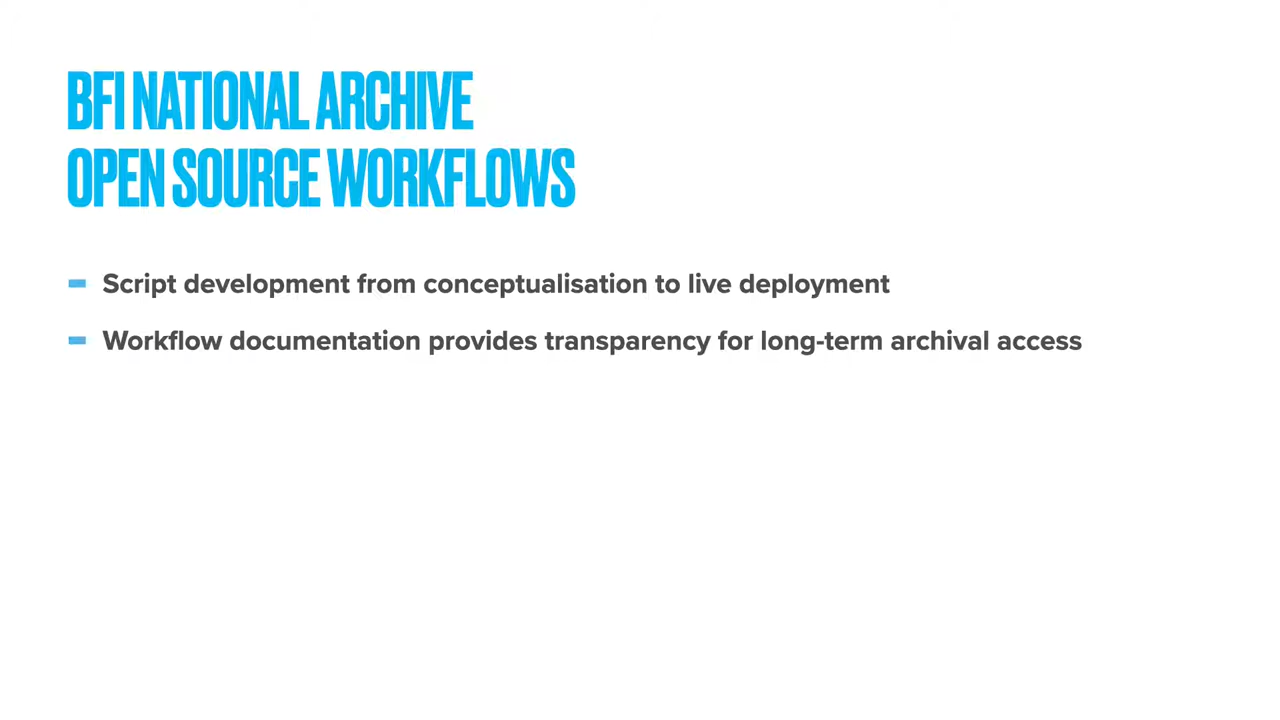 BFI NATIONAL ARCHIVE
OPEN SOURCE WORKFLOWS
Script development from conceptualisation to live deployment
Workflow documentation provides transparency for long-term archival access